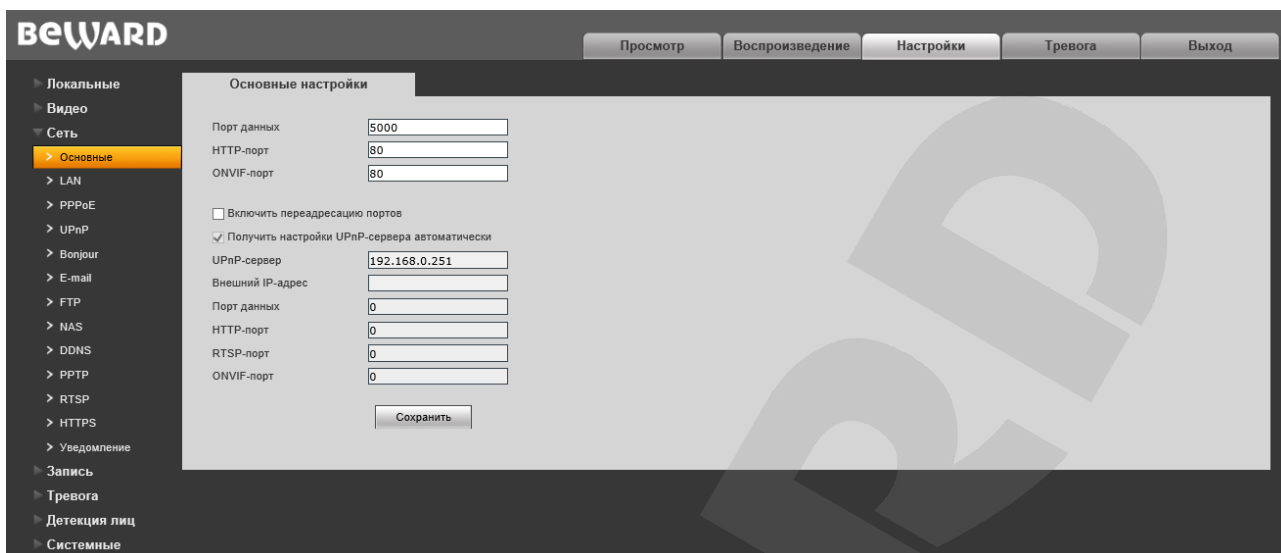 BEWARD
Просмотр
Воспроизведение
Настройки
Тревога
Выход
Локальные
Видео
Сеть
Основные
LAN
PPPoE
UPnP
Bonjour
E-mail
FTP
NAS
DDNS
PPTP
RTSP
HTTPS
Уведомление
Запись
Тревога
Детекция лиц
Системные
Основные настройки
Порт данных 5000
HTTP-порт 80
ONVIF-порт 80
Включить переадресацию портов
Получить настройки UPnP-сервера автоматически
UPnP-сервер 192.168.0.251
Внешний IP-адрес
Порт данных 0
HTTP-порт 0
RTSP-порт 0
ONVIF-порт 0
Сохранить
RD